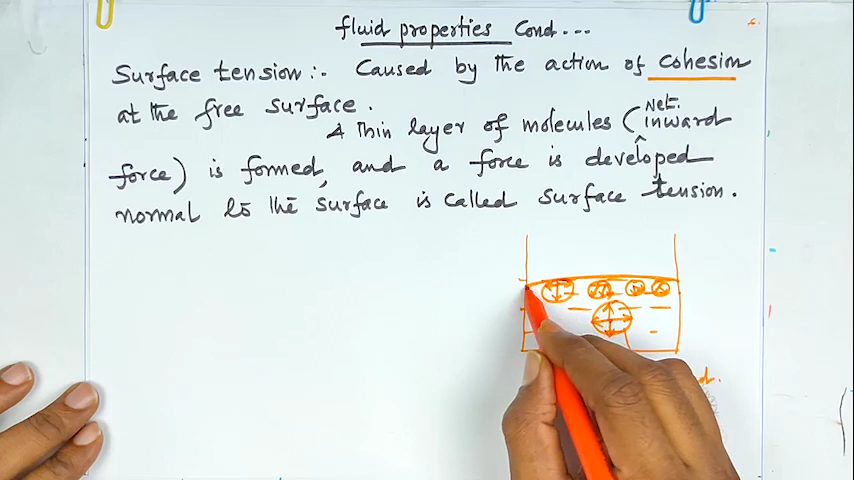 fluid properties Cond...
Surface tension :. Caused by the action of cohesion
at the free surface.
A Thin layer of molecules (Net. inward
force) is formed, and a force is developed
normal to the surface is called surface tension.